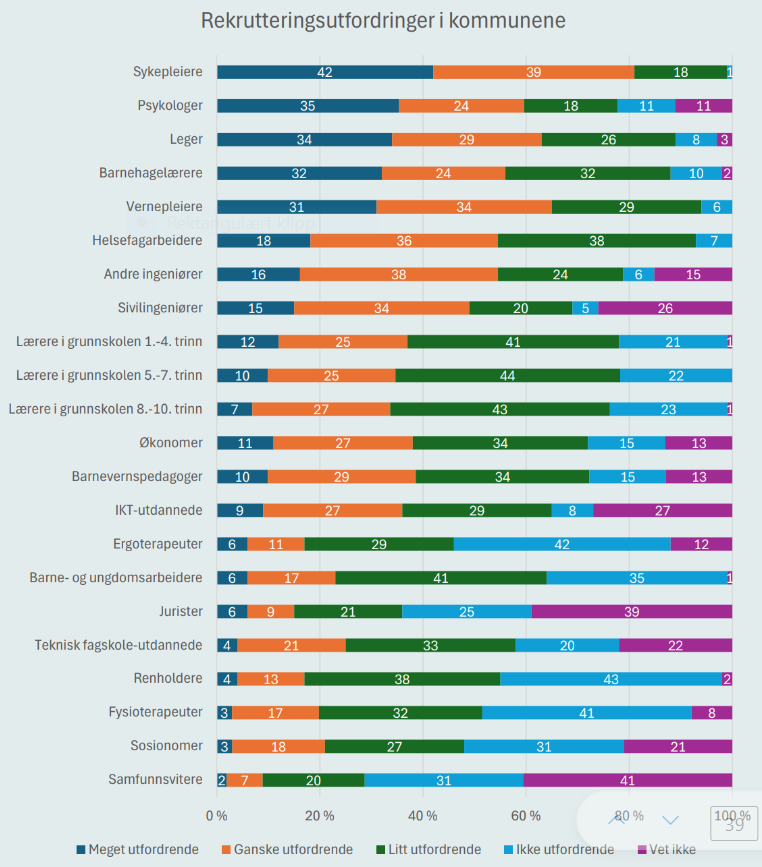 Rekrutteringsutfordringer i kommunene
Sykepleiere 42 39 18 1
Psykologer 35 24 18 11 11
Leger 34 29 26 8 3
Barnehagelærere 32 24 32 10 2
Vernepleiere 31 34 29 6
Rektangulært klipp
Helsefagarbeidere 18 36 38 7
Andre ingeniører 16 38 24 6 15
Sivilingeniører 15 34 20 5 26
Lærere i grunnskolen 1.-4. trinn 12 25 41 21 1
Lærere i grunnskolen 5.-7. trinn 10 25 44 22
Lærere i grunnskolen 8.-10. trinn 7 27 43 23 1
Økonomer 11 27 34 15 13
Barnevernspedagoger 10 29 34 15 13
IKT-utdannede 9 27 29 8 27
Ergoterapeuter 6 11 29 42 12
Barne- og ungdomsarbeidere 6 17 41 35 1
Jurister 6 9 21 25 39
Teknisk fagskole-utdannede 4 21 33 20 22
Renholdere 4 13 38 43 2
Fysioterapeuter 3 17 32 41 8
Sosionomer 3 18 27 31 21
Samfunnsvitere 2 7 20 31 41
0 % 20 % 40 % 60 % 80 % 100 %
39
Meget utfordrende Ganske utfordrende Litt utfordrende Ikke utfordrende Vet ikke